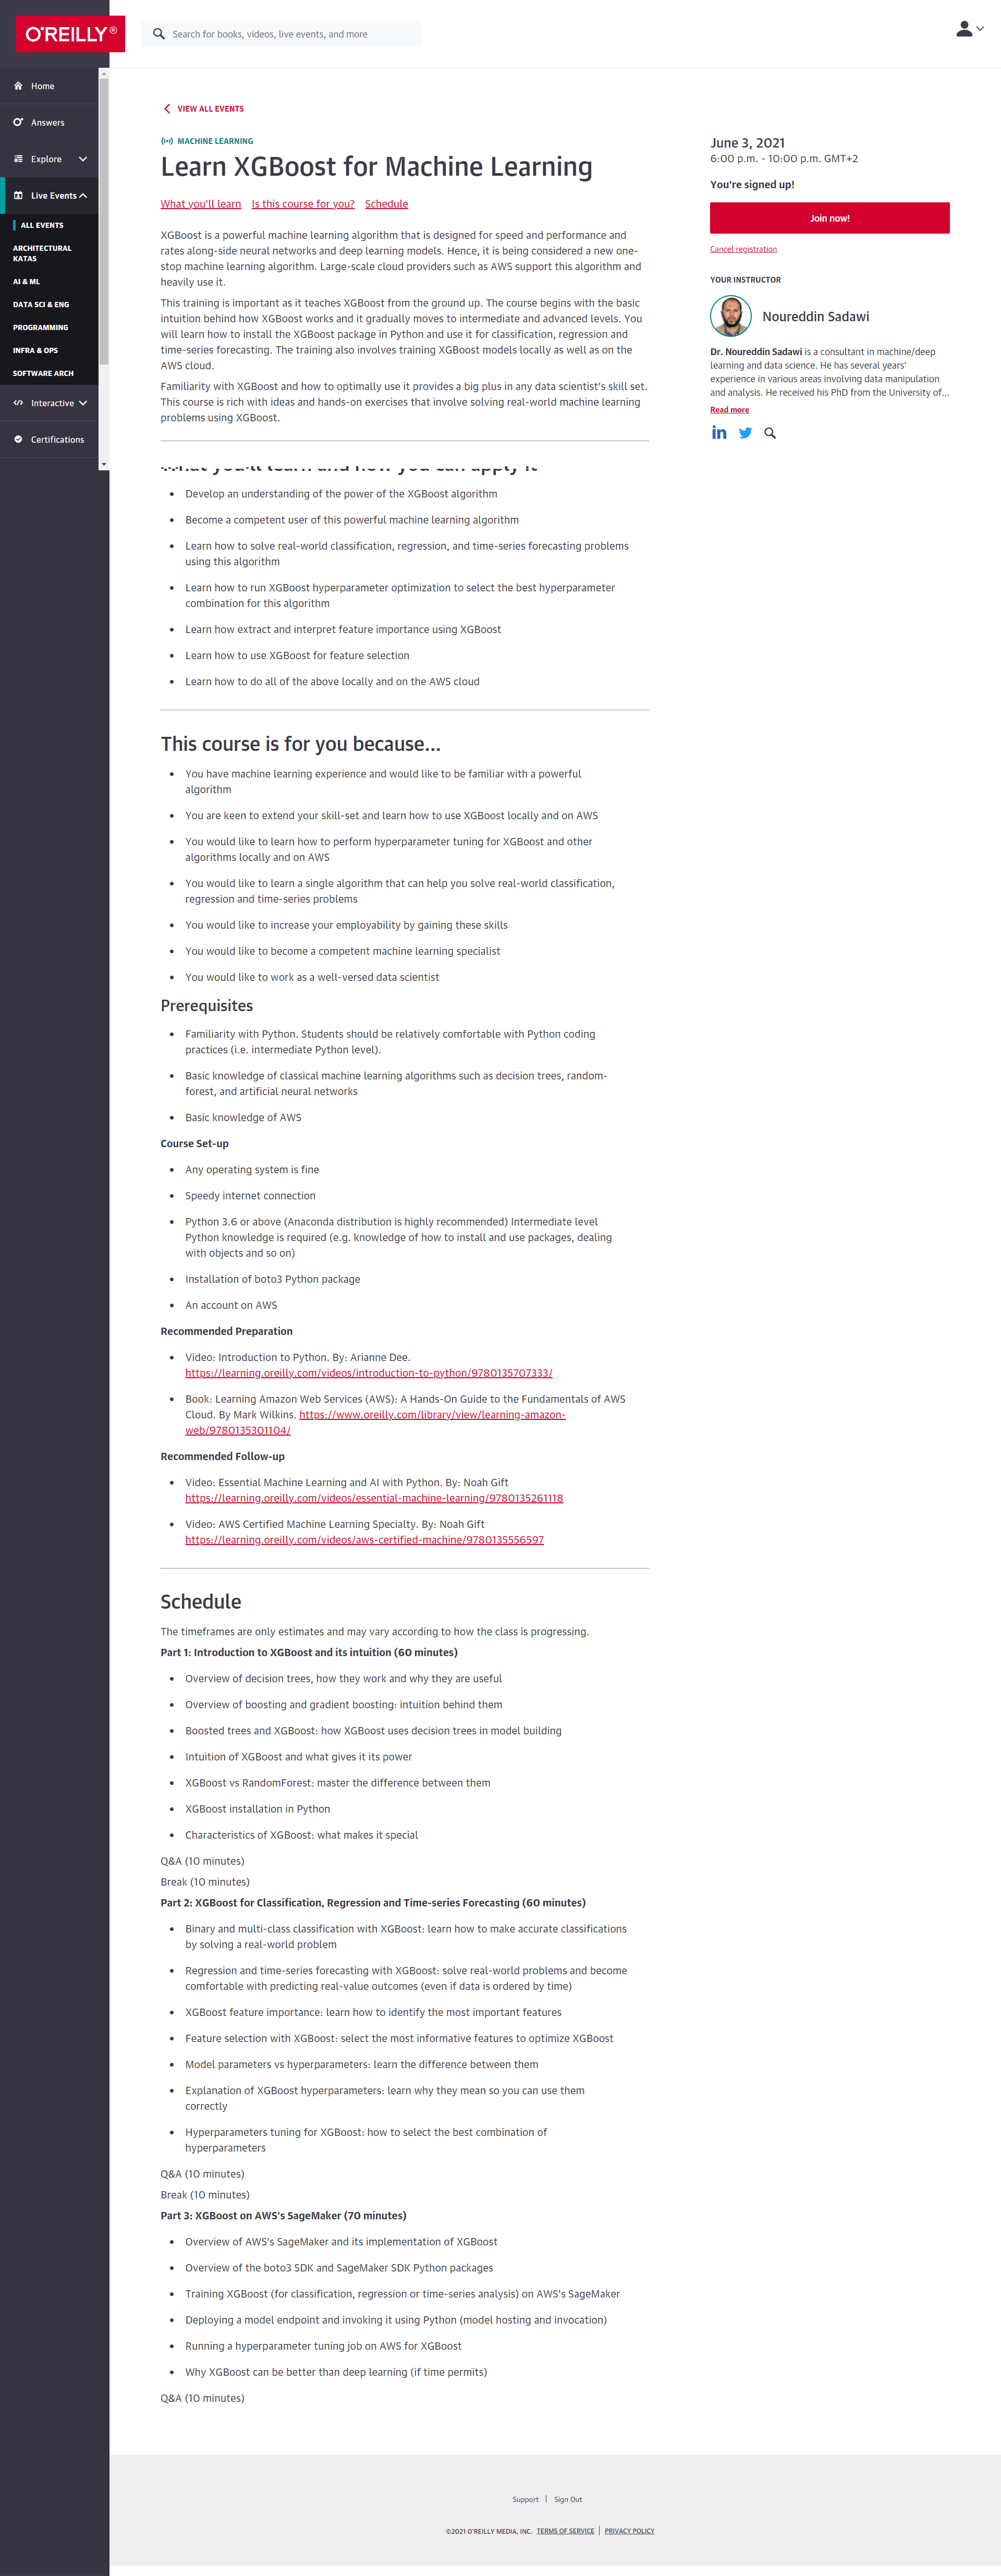 O'REILLY®
Search for books, videos, live events, and more
Home
Answers
Explore
Live Events
ALL EVENTS
ARCHITECTURAL
KATAS
AI & ML
DATA SCI & ENG
PROGRAMMING
INFRA & OPS
SOFTWARE ARCH
Interactive
Certifications
VIEW ALL EVENTS
MACHINE LEARNING
Learn XGBoost for Machine Learning
What you'll learn Is this course for you? Schedule
XGBoost is a powerful machine learning algorithm that is designed for speed and performance and
rates along-side neural networks and deep learning models. Hence, it is being considered a new one-
stop machine learning algorithm. Large-scale cloud providers such as AWS support this algorithm and
heavily use it.
This training is important as it teaches XGBoost from the ground up. The course begins with the basic
intuition behind how XGBoost works and it gradually moves to intermediate and advanced levels. You
will learn how to install the XGBoost package in Python and use it for classification, regression and
time-series forecasting. The training also involves training XGBoost models locally as well as on the
AWS cloud.
Familiarity with XGBoost and how to optimally use it provides a big plus in any data scientist's skill set.
This course is rich with ideas and hands-on exercises that involve solving real-world machine learning
problems using XGBoost.
What you'll learn and how you can apply it
Develop an understanding of the power of the XGBoost algorithm
Become a competent user of this powerful machine learning algorithm
Learn how to solve real-world classification, regression, and time-series forecasting problems
using this algorithm
Learn how to run XGBoost hyperparameter optimization to select the best hyperparameter
combination for this algorithm
Learn how extract and interpret feature importance using XGBoost
Learn how to use XGBoost for feature selection
Learn how to do all of the above locally and on the AWS cloud
This course is for you because...
You have machine learning experience and would like to be familiar with a powerful
algorithm
You are keen to extend your skill-set and learn how to use XGBoost locally and on AWS
You would like to learn how to perform hyperparameter tuning for XGBoost and other
algorithms locally and on AWS
You would like to learn a single algorithm that can help you solve real-world classification,
regression and time-series problems
You would like to increase your employability by gaining these skills
You would like to become a competent machine learning specialist
You would like to work as a well-versed data scientist
Prerequisites
Familiarity with Python. Students should be relatively comfortable with Python coding
practices (i.e. intermediate Python level).
Basic knowledge of classical machine learning algorithms such as decision trees, random-
forest, and artificial neural networks
Basic knowledge of AWS
Course Set-up
Any operating system is fine
Speedy internet connection
Python 3.6 or above (Anaconda distribution is highly recommended) Intermediate level
Python knowledge is required (e.g. knowledge of how to install and use packages, dealing
with objects and so on)
Installation of boto3 Python package
An account on AWS
Recommended Preparation
Video: Introduction to Python. By: Arianne Dee.
https://learning.oreilly.com/videos/introduction-to-python/9780135707333/
Book: Learning Amazon Web Services (AWS): A Hands-On Guide to the Fundamentals of AWS
Cloud. By Mark Wilkins. https://www.oreilly.com/library/view/learning-amazon-
web/9780135301104/
Recommended Follow-up
Video: Essential Machine Learning and AI with Python. By: Noah Gift
https://learning.oreilly.com/videos/essential-machine-learning/9780135261118
Video: AWS Certified Machine Learning Specialty. By: Noah Gift
https://learning.oreilly.com/videos/aws-certified-machine/9780135556597
Schedule
The timeframes are only estimates and may vary according to how the class is progressing.
Part 1: Introduction to XGBoost and its intuition (60 minutes)
Overview of decision trees, how they work and why they are useful
Overview of boosting and gradient boosting: intuition behind them
Boosted trees and XGBoost: how XGBoost uses decision trees in model building
Intuition of XGBoost and what gives it its power
XGBoost vs RandomForest: master the difference between them
XGBoost installation in Python
Characteristics of XGBoost: what makes it special
Q&A (10 minutes)
Break (10 minutes)
Part 2: XGBoost for Classification, Regression and Time-series Forecasting (60 minutes)
Binary and multi-class classification with XGBoost: learn how to make accurate classifications
by solving a real-world problem
Regression and time-series forecasting with XGBoost: solve real-world problems and become
comfortable with predicting real-value outcomes (even if data is ordered by time)
XGBoost feature importance: learn how to identify the most important features
Feature selection with XGBoost: select the most informative features to optimize XGBoost
Model parameters vs hyperparameters: learn the difference between them
Explanation of XGBoost hyperparameters: learn why they mean so you can use them
correctly
Hyperparameters tuning for XGBoost: how to select the best combination of
hyperparameters
Q&A (10 minutes)
Break (10 minutes)
Part 3: XGBoost on AWS's SageMaker (70 minutes)
Overview of AWS's SageMaker and its implementation of XGBoost
Overview of the boto3 SDK and SageMaker SDK Python packages
Training XGBoost (for classification, regression or time-series analysis) on AWS's SageMaker
Deploying a model endpoint and invoking it using Python (model hosting and invocation)
Running a hyperparameter tuning job on AWS for XGBoost
Why XGBoost can be better than deep learning (if time permits)
Q&A (10 minutes)
June 3, 2021
6:00 p.m. - 10:00 p.m. GMT+2
You're signed up!
Join now!
Cancel registration
YOUR INSTRUCTOR
Noureddin Sadawi
Dr. Noureddin Sadawi is a consultant in machine/deep
learning and data science. He has several years'
experience in various areas involving data manipulation
and analysis. He received his PhD from the University of...
Read more
Support | Sign Out
©2021 O'REILLY MEDIA, INC. TERMS OF SERVICE | PRIVACY POLICY